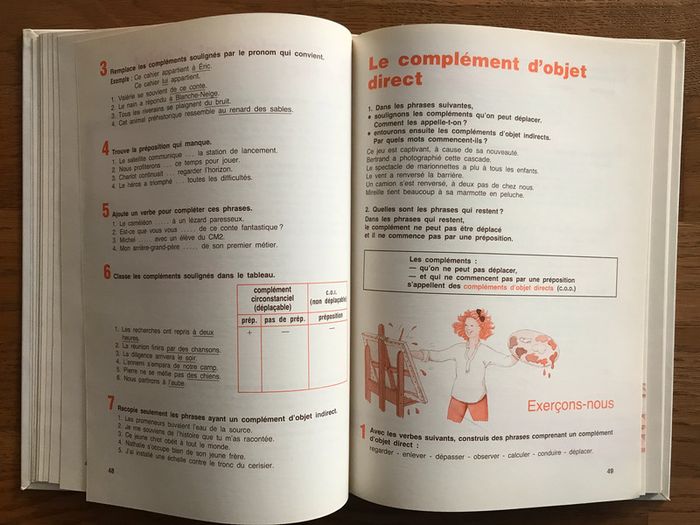 3 Remplace les compléments soulignés par le pronom qui convient.
Exemple : Ce cahier appartient à Éric.
Ce cahier lui appartient.
1. Valérie se souvient de ce conte.
2. Le nain a répondu à Blanche-Neige.
3. Tous les riverains se plaignent du bruit.
4. Cet animal préhistorique ressemble au renard des sables.
4 Trouve la préposition qui manque.
1. Le satellite communique ... la station de lancement.
2. Nous profiterons ... ce temps pour jouer.
3. Chariot continuait ... regarder l'horizon.
4. Le héros a triomphé ... toutes les difficultés.
5 Ajoute un verbe pour compléter ces phrases.
1. Le caméléon ..... à un lézard paresseux.
2. Est-ce que vous vous ..... de ce conte fantastique ?
3. Michel ..... avec un élève du CM2.
4. Mon arrière-grand-père ..... de son premier métier.
6 Classe les compléments soulignés dans le tableau.
complément
circonstanciel
(déplaçable)
c.o.i.
(non déplaçable)
prép. pas de prép. préposition
+ — —
1. Les recherches ont repris à deux
heures.
2. La réunion finira par des chansons.
3. La diligence arrivera le soir.
4. L'ennemi s'empara de notre camp.
5. Pierre ne se méfie pas des chiens.
6. Nous partirons à l'aube.
7 Recopie seulement les phrases ayant un complément d'objet indirect.
1. Les promeneurs buvaient l'eau de la source.
2. Je me souviens de l'histoire que tu m'as racontée.
3. Ce jeune chiot obéit à tout le monde.
4. Nathalie s'occupe bien de son jeune frère.
5. J'ai installé une échelle contre le tronc du cerisier.
48
Le complément d'objet
direct
1. Dans les phrases suivantes,
● soulignons les compléments qu'on peut déplacer.
Comment les appelle-t-on ?
● entourons ensuite les compléments d'objet indirects.
Par quels mots commencent-ils ?
Ce jeu est captivant, à cause de sa nouveauté.
Bertrand a photographié cette cascade.
Le spectacle de marionnettes a plu à tous les enfants.
Le vent a renversé la barrière.
Un camion s'est renversé, à deux pas de chez nous.
Mireille tient beaucoup à sa marmotte en peluche.
2. Quelles sont les phrases qui restent ?
Dans les phrases qui restent,
le complément ne peut pas être déplacé
et il ne commence pas par une préposition.
Les compléments :
— qu'on ne peut pas déplacer,
— et qui ne commencent pas par une préposition
s'appellent des compléments d'objet directs (c.o.d.)
Exerçons-nous
1 Avec les verbes suivants, construis des phrases comprenant un complément
d'objet direct :
regarder - enlever - dépasser - observer - calculer - conduire - déplacer.
49